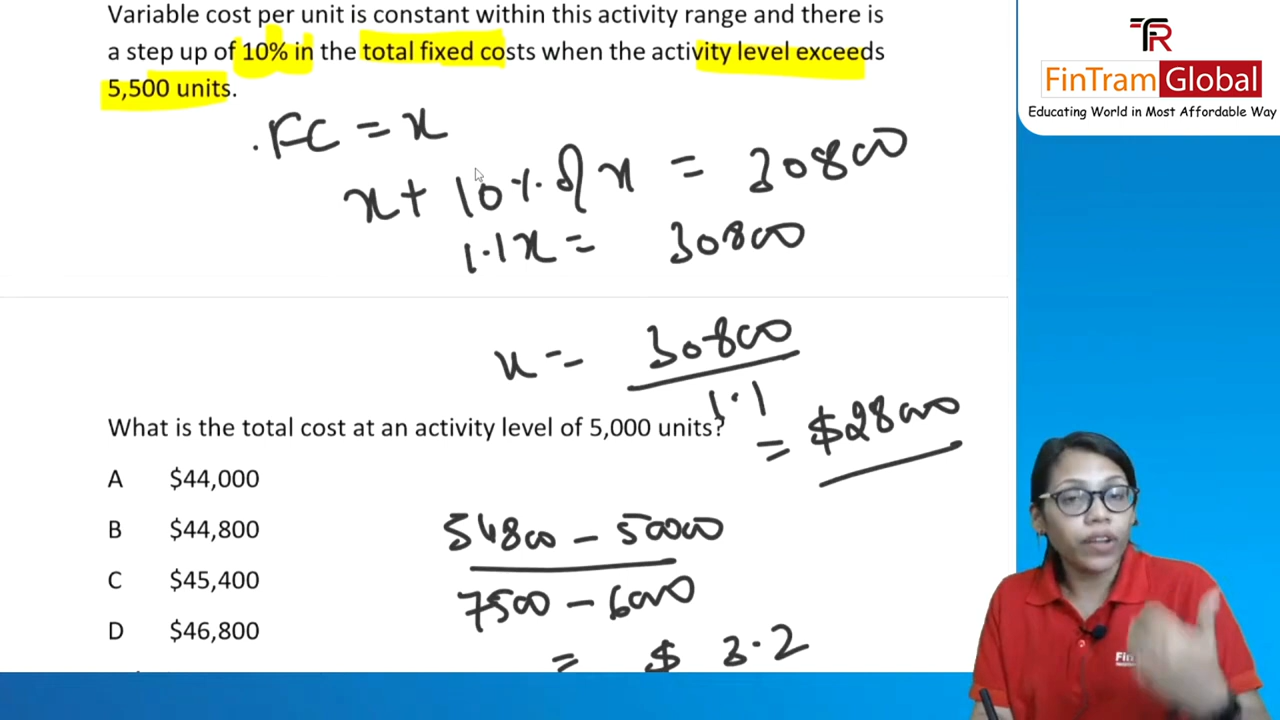 Variable cost per unit is constant within this activity range and there is
a step up of 10% in the total fixed costs when the activity level exceeds
5,500 units.
FR
FinTram Global
Educating World in Most Affordable Way
.FC = x
x + 10% of x = 30800
1.1x = 30800
x = 30800
1.1
= $28000
What is the total cost at an activity level of 5,000 units?
A $44,000
B $44,800
C $45,400
D $46,800
54800 - 50000
7500 - 6000
= $ 3.2
Fin